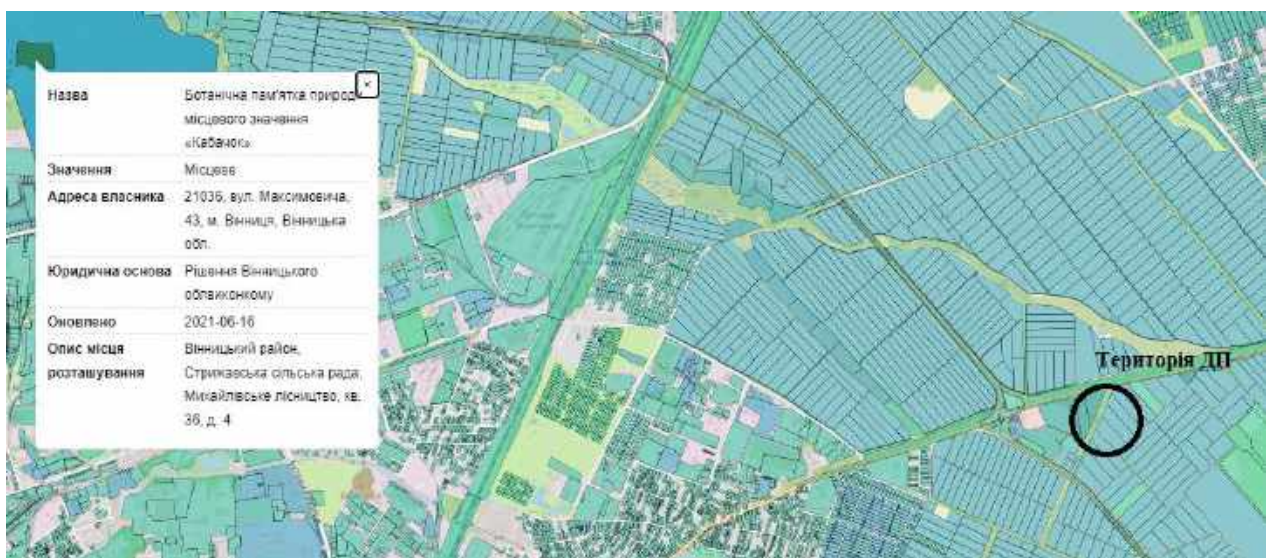 Назва Ботанічна пам'ятка природи
місцевого значення
«Кабачок»
Значення Місцеве
Адреса власника 21036, вул. Максимовича,
43, м. Вінниця, Вінницька
обл.
Юридична основа Рішення Вінницького
облвиконкому
Оновлено 2021-06-16
Опис місця Вінницький район,
розташування Стрижавська сільська рада,
Михайлівське лісництво, кв.
36, д. 4
Територія ДП